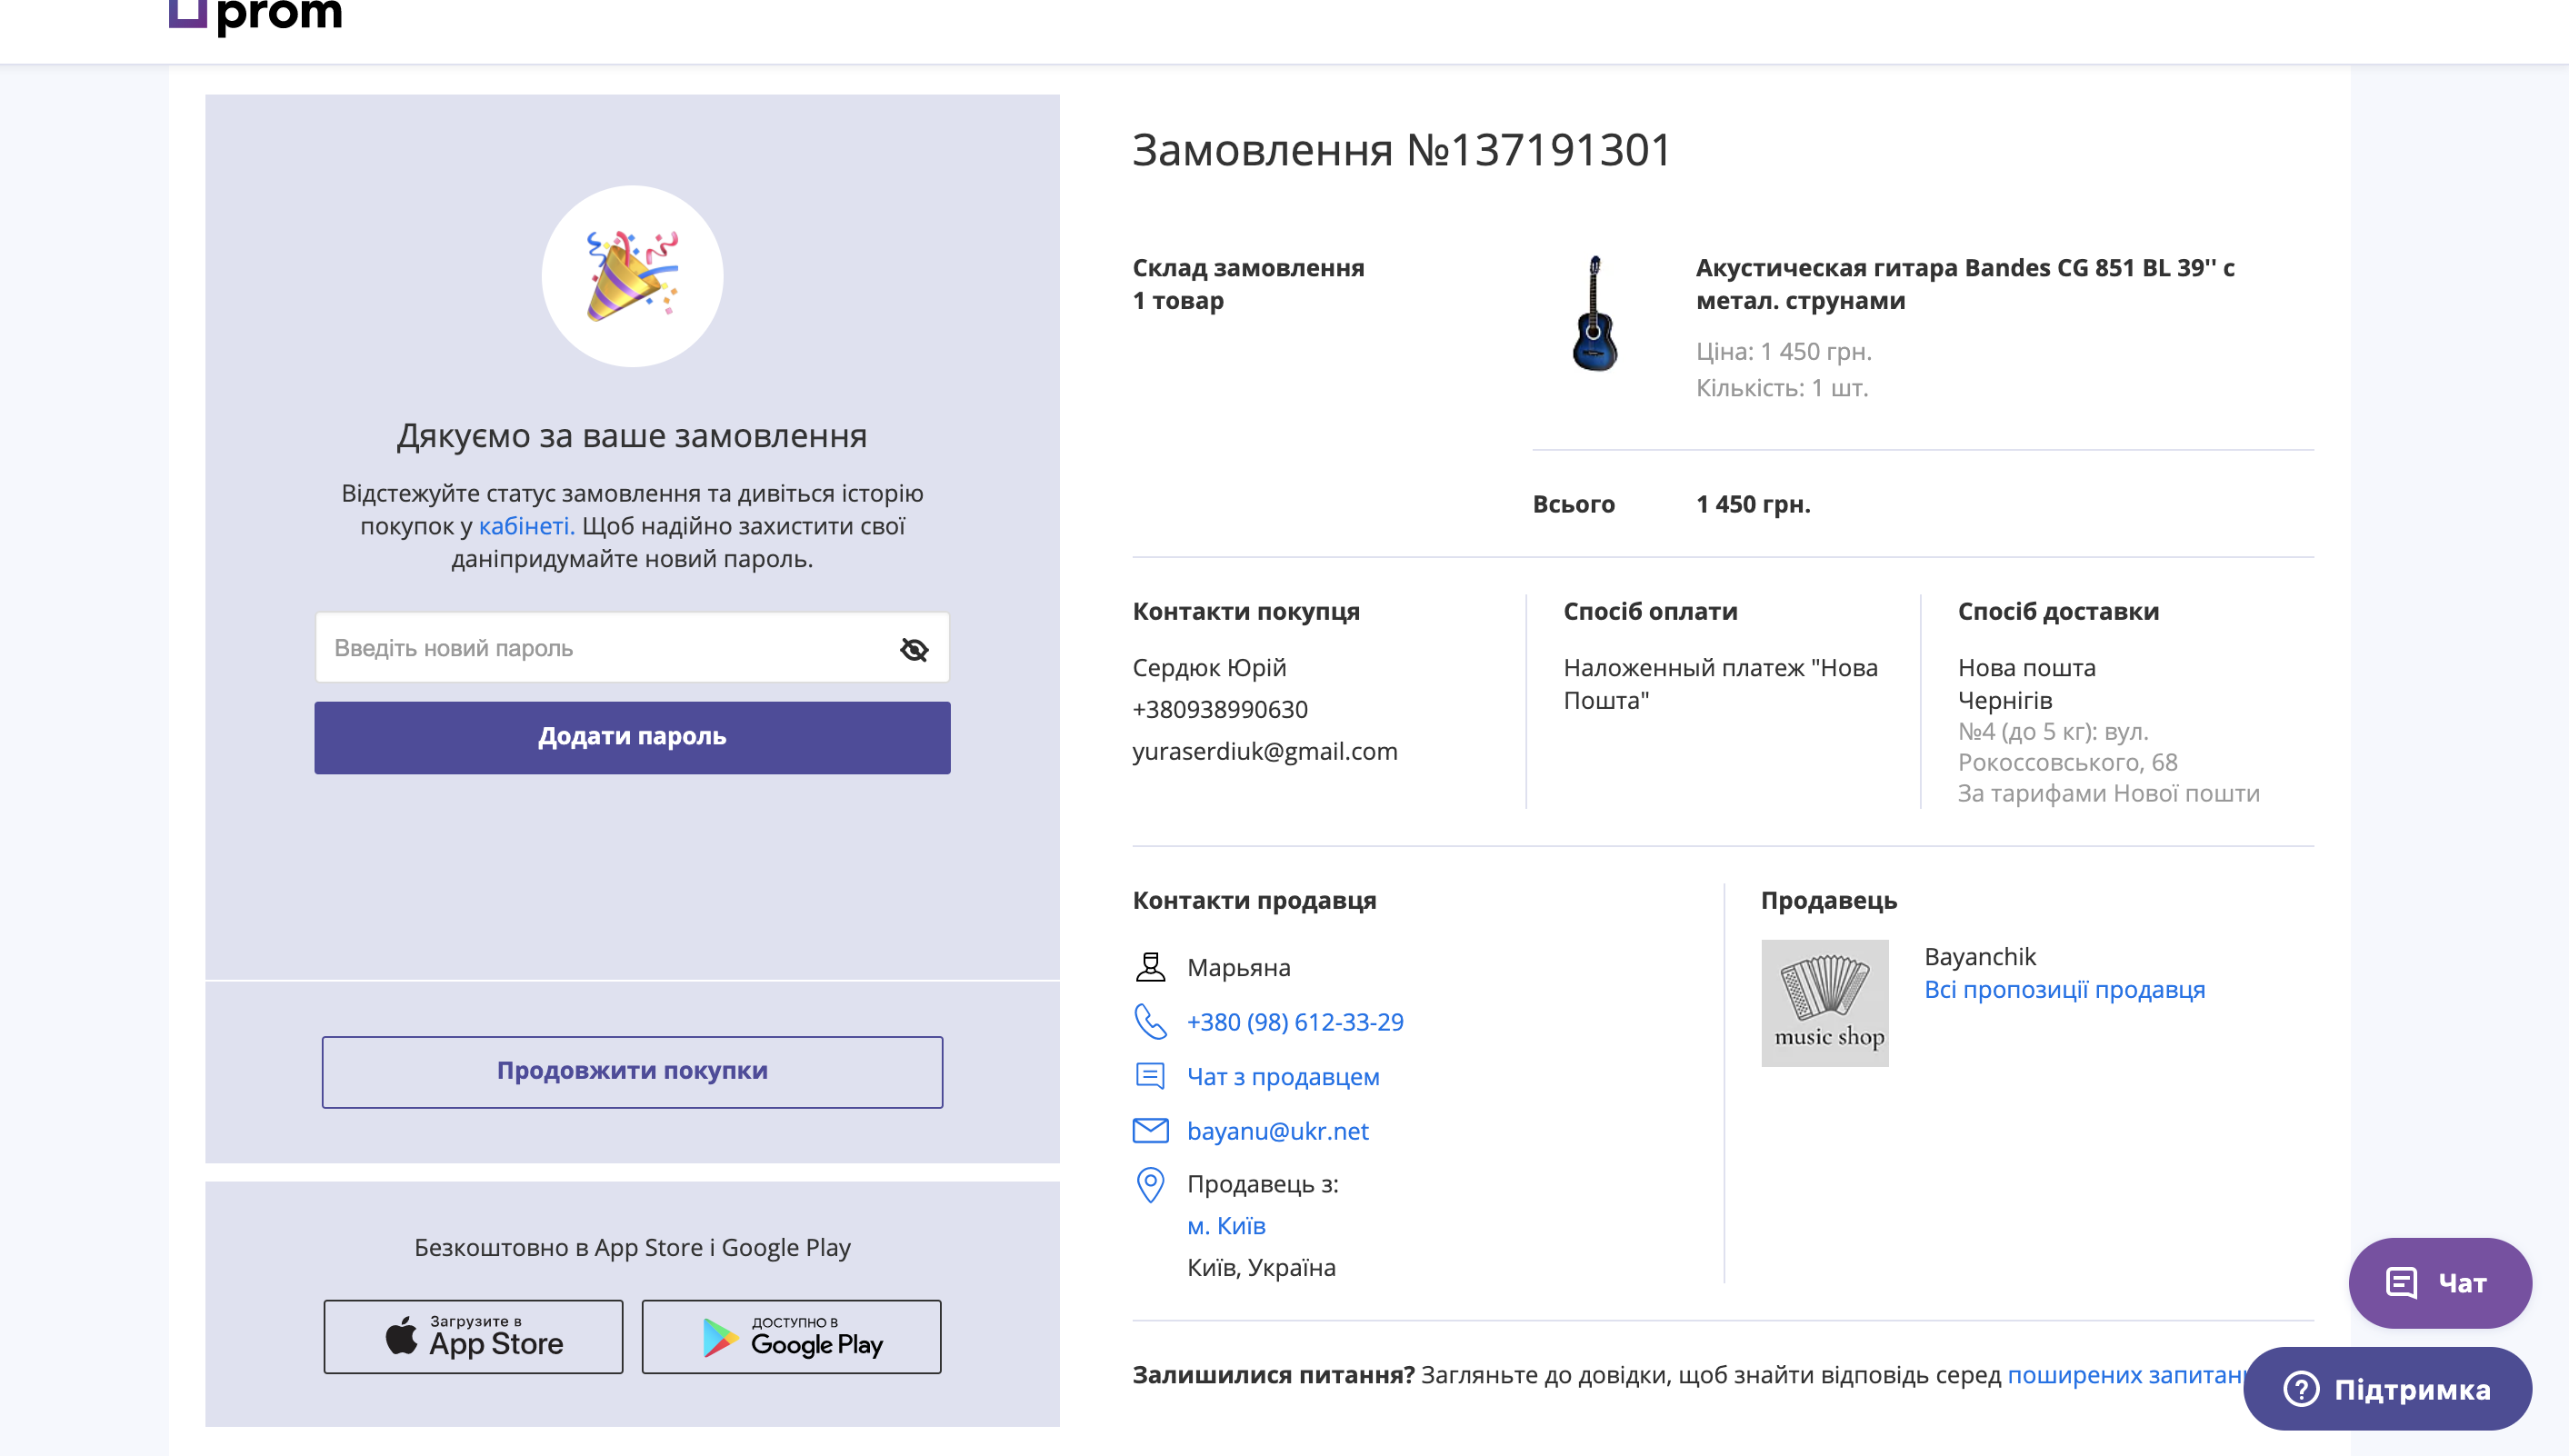 prom
Дякуємо за ваше замовлення
Відстежуйте статус замовлення та дивіться історію
покупок у кабінеті. Щоб надійно захистити свої
даніпридумайте новий пароль.
Введіть новий пароль
Додати пароль
Продовжити покупки
Безкоштовно в App Store і Google Play
Загрузите в
App Store
ДОСТУПНО В
Google Play
Замовлення №137191301
Склад замовлення
1 товар
Акустическая гитара Bandes CG 851 BL 39'' с
метал. струнами
Ціна: 1 450 грн.
Кількість: 1 шт.
Всього 1 450 грн.
Контакти покупця
Сердюк Юрій
+380938990630
yuraserdiuk@gmail.com
Спосіб оплати
Наложенный платеж "Нова
Пошта"
Спосіб доставки
Нова пошта
Чернігів
№4 (до 5 кг): вул.
Рокоссовського, 68
За тарифами Нової пошти
Контакти продавця
Марьяна
+380 (98) 612-33-29
Чат з продавцем
bayanu@ukr.net
Продавець з:
м. Київ
Київ, Україна
Продавець
music shop
Bayanchik
Всі пропозиції продавця
Залишилися питання? Загляньте до довідки, щоб знайти відповідь серед поширених
Чат
Підтримка